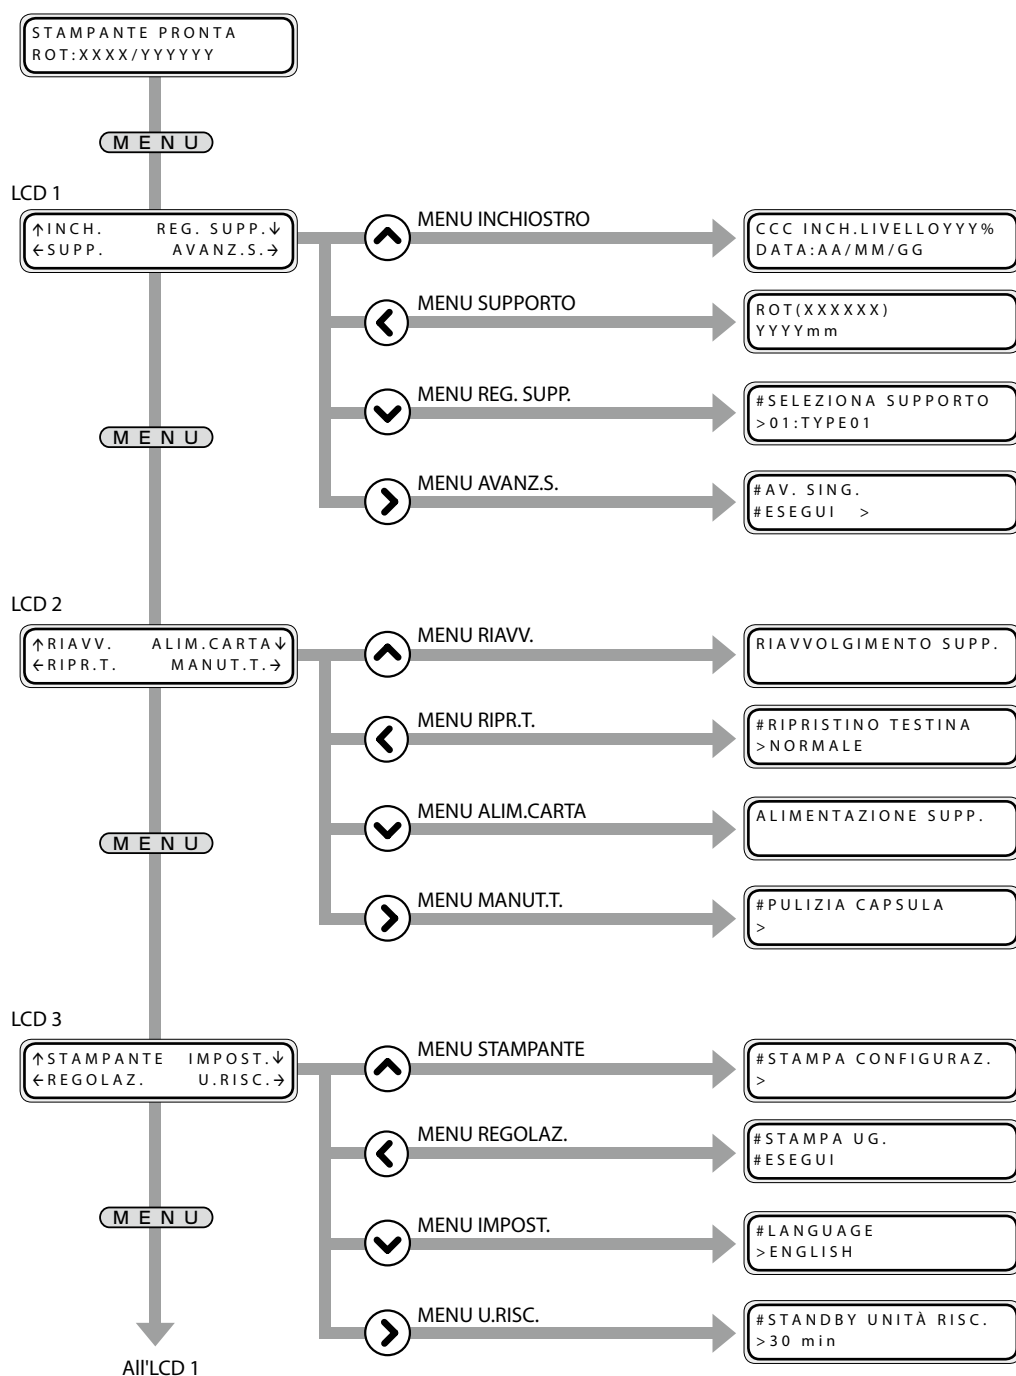 STAMPANTE PRONTA
ROT:XXXX/YYYYYY
MENU
LCD 1
↑INCH. REG. SUPP.↓
←SUPP. AVANZ.S.→
MENU INCHIOSTRO
CCC INCH.LIVELLOYYY%
DATA:AA/MM/GG
MENU SUPPORTO
ROT(XXXXXX)
YYYYmm
MENU REG. SUPP.
#SELEZIONA SUPPORTO
>01:TYPE01
MENU AVANZ.S.
#AV. SING.
#ESEGUI >
MENU
LCD 2
↑RIAVV. ALIM.CARTA↓
←RIPR.T. MANUT.T.→
MENU RIAVV.
RIAVVOLGIMENTO SUPP.
MENU RIPR.T.
#RIPRISTINO TESTINA
>NORMALE
MENU ALIM.CARTA
ALIMENTAZIONE SUPP.
MENU MANUT.T.
#PULIZIA CAPSULA
>
MENU
LCD 3
↑STAMPANTE IMPOST.↓
←REGOLAZ. U.RISC.→
MENU STAMPANTE
#STAMPA CONFIGURAZ.
>
MENU REGOLAZ.
#STAMPA UG.
#ESEGUI
MENU IMPOST.
#LANGUAGE
>ENGLISH
MENU U.RISC.
#STANDBY UNITÀ RISC.
>30 min
MENU
All'LCD 1